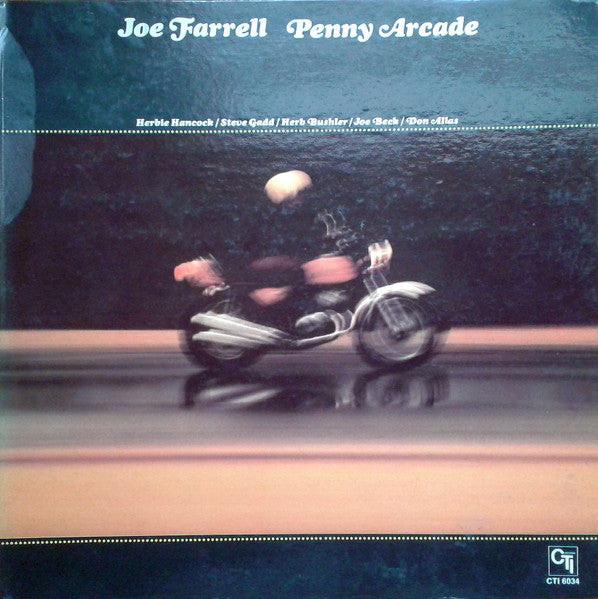 Joe Farrell Penny Arcade
Herbie Hancock / Steve Gadd / Herb Bushler / Joe Beck / Don Alias
CTI
CTI 6034